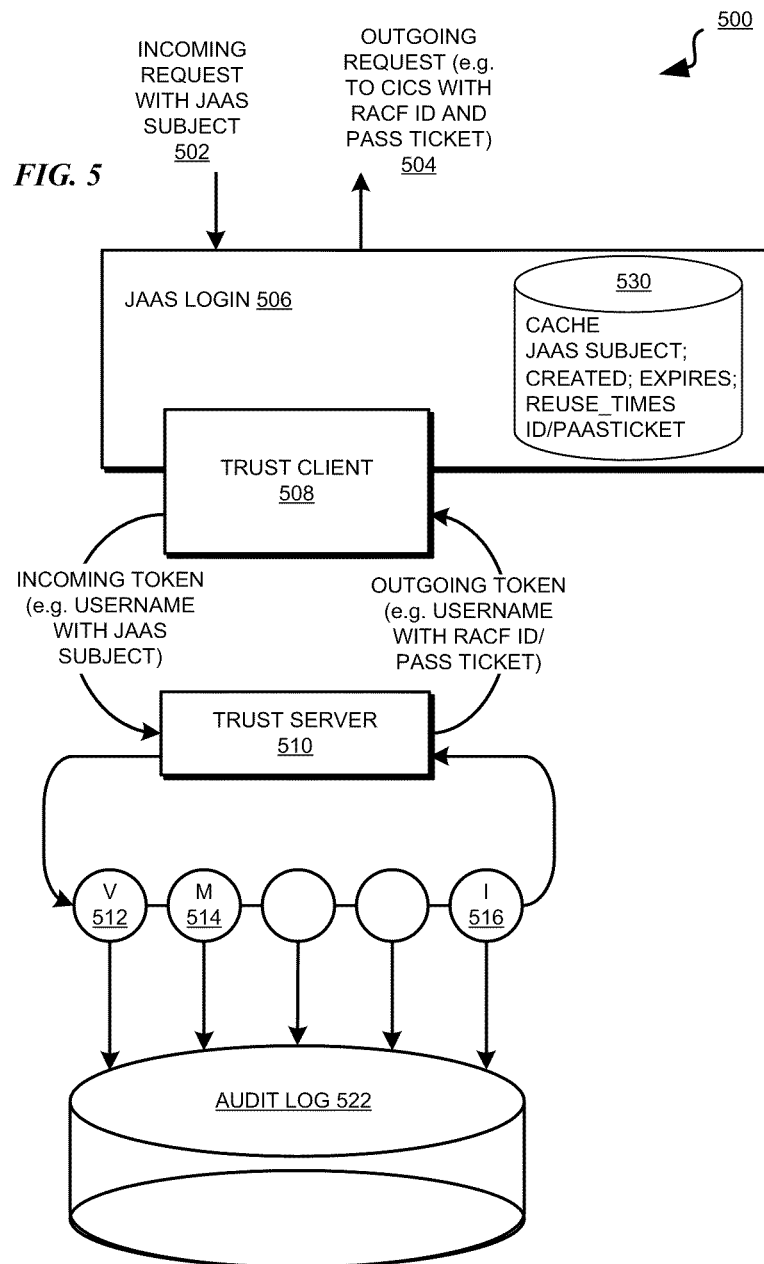 500
INCOMING
REQUEST
WITH JAAS
SUBJECT
502
OUTGOING
REQUEST (e.g.
TO CICS WITH
RACF ID AND
PASS TICKET)
504
FIG. 5
JAAS LOGIN 506
530
CACHE
JAAS SUBJECT;
CREATED; EXPIRES;
REUSE_TIMES
ID/PAASTICKET
TRUST CLIENT
508
INCOMING TOKEN
(e.g. USERNAME
WITH JAAS
SUBJECT)
OUTGOING TOKEN
(e.g. USERNAME
WITH RACF ID/
PASS TICKET)
TRUST SERVER
510
V
512
M
514
I
516
AUDIT LOG 522